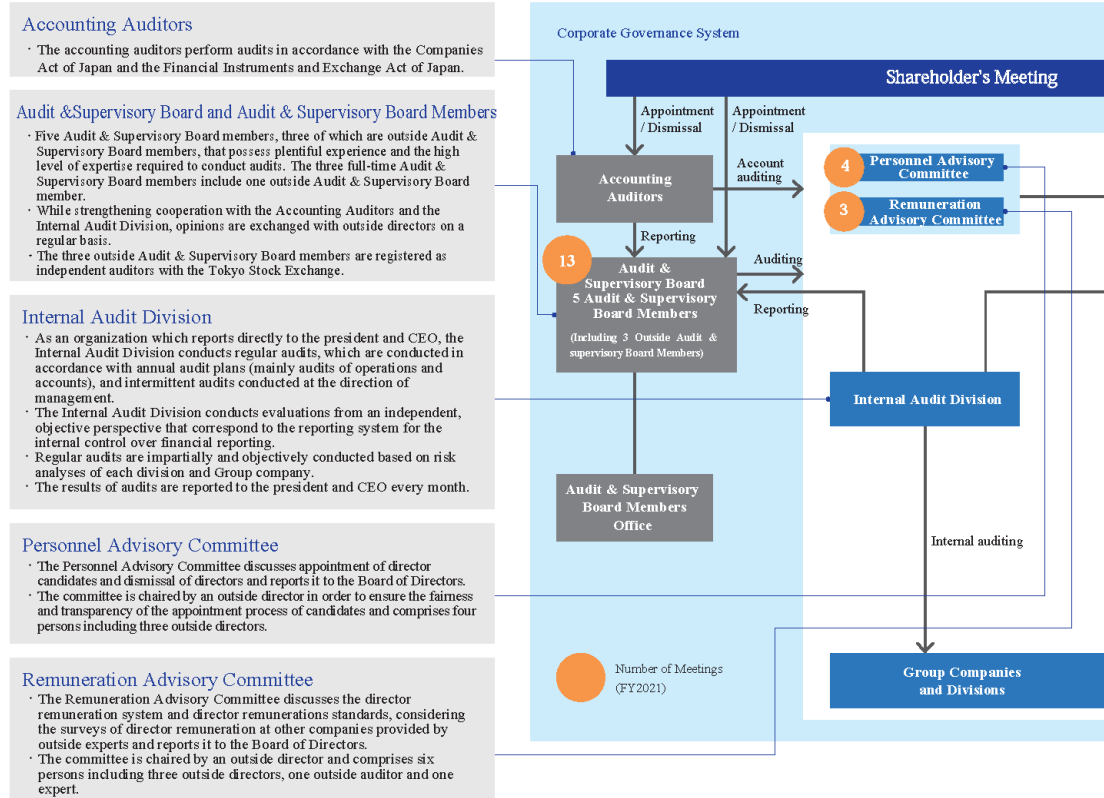 Accounting Auditors
· The accounting auditors perform audits in accordance with the Companies
Act of Japan and the Financial Instruments and Exchange Act of Japan.
Audit &Supervisory Board and Audit & Supervisory Board Members
· Five Audit & Supervisory Board members, three of which are outside Audit &
Supervisory Board members, that possess plentiful experience and the high
level of expertise required to conduct audits. The three full-time Audit &
Supervisory Board members include one outside Audit & Supervisory Board
member.
· While strengthening cooperation with the Accounting Auditors and the
Internal Audit Division, opinions are exchanged with outside directors on a
regular basis.
· The three outside Audit & Supervisory Board members are registered as
independent auditors with the Tokyo Stock Exchange.
Internal Audit Division
· As an organization which reports directly to the president and CEO, the
Internal Audit Division conducts regular audits, which are conducted in
accordance with annual audit plans (mainly audits of operations and
accounts), and intermittent audits conducted at the direction of
management.
· The Internal Audit Division conducts evaluations from an independent,
objective perspective that correspond to the reporting system for the
internal control over financial reporting.
· Regular audits are impartially and objectively conducted based on risk
analyses of each division and Group company.
· The results of audits are reported to the president and CEO every month.
Personnel Advisory Committee
· The Personnel Advisory Committee discusses appointment of director
candidates and dismissal of directors and reports it to the Board of Directors.
· The committee is chaired by an outside director in order to ensure the fairness
and transparency of the appointment process of candidates and comprises four
persons including three outside directors.
Remuneration Advisory Committee
· The Remuneration Advisory Committee discusses the director
remuneration system and director remunerations standards, considering
the surveys of director remuneration at other companies provided by
outside experts and reports it to the Board of Directors.
· The committee is chaired by an outside director and comprises six
persons including three outside directors, one outside auditor and one
expert.
Corporate Governance System
Shareholder's Meeting
Appointment
/ Dismissal
Appointment
/ Dismissal
Accounting
Auditors
Account
auditing
4
Personnel Advisory
Committee
3
Remuneration
Advisory Committee
Reporting
13
Audit &
Supervisory Board
5 Audit & Supervisory
Board Members
(Including 3 Outside Audit &
supervisory Board Members)
Auditing
Reporting
Internal Audit Division
Audit & Supervisory
Board Members
Office
Internal auditing
Number of Meetings
(FY2021)
Group Companies
and Divisions